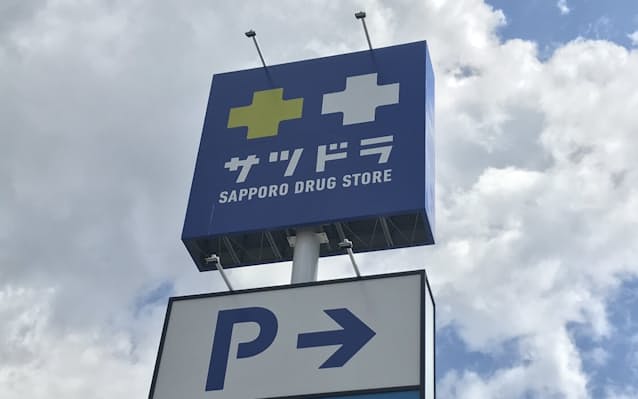 サツドラ
SAPPORO DRUG STORE
P→